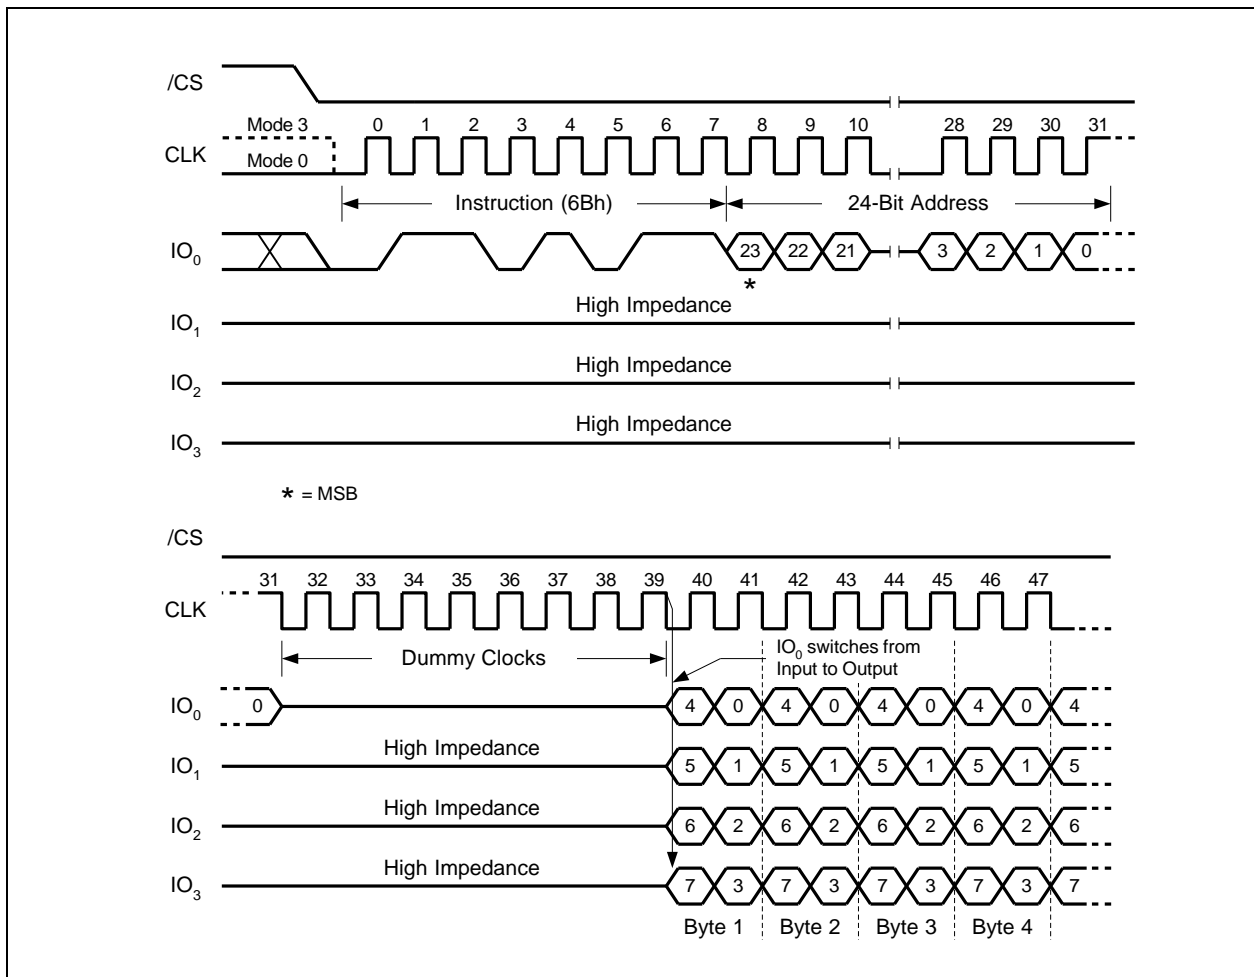 /CS
Mode 3 0 1 2 3 4 5 6 7 8 9 10 28 29 30 31
CLK
Mode 0
Instruction (6Bh) 24-Bit Address
IO0 23 22 21 3 2 1 0
*
High Impedance
IO1
High Impedance
IO2
High Impedance
IO3
* = MSB
/CS
31 32 33 34 35 36 37 38 39 40 41 42 43 44 45 46 47
CLK
Dummy Clocks
IO0 switches from
Input to Output
IO0 0 4 0 4 0 4 0 4 0 4
High Impedance
IO1 5 1 5 1 5 1 5 1 5
High Impedance
IO2 6 2 6 2 6 2 6 2 6
High Impedance
IO3 7 3 7 3 7 3 7 3 7
Byte 1 Byte 2 Byte 3 Byte 4